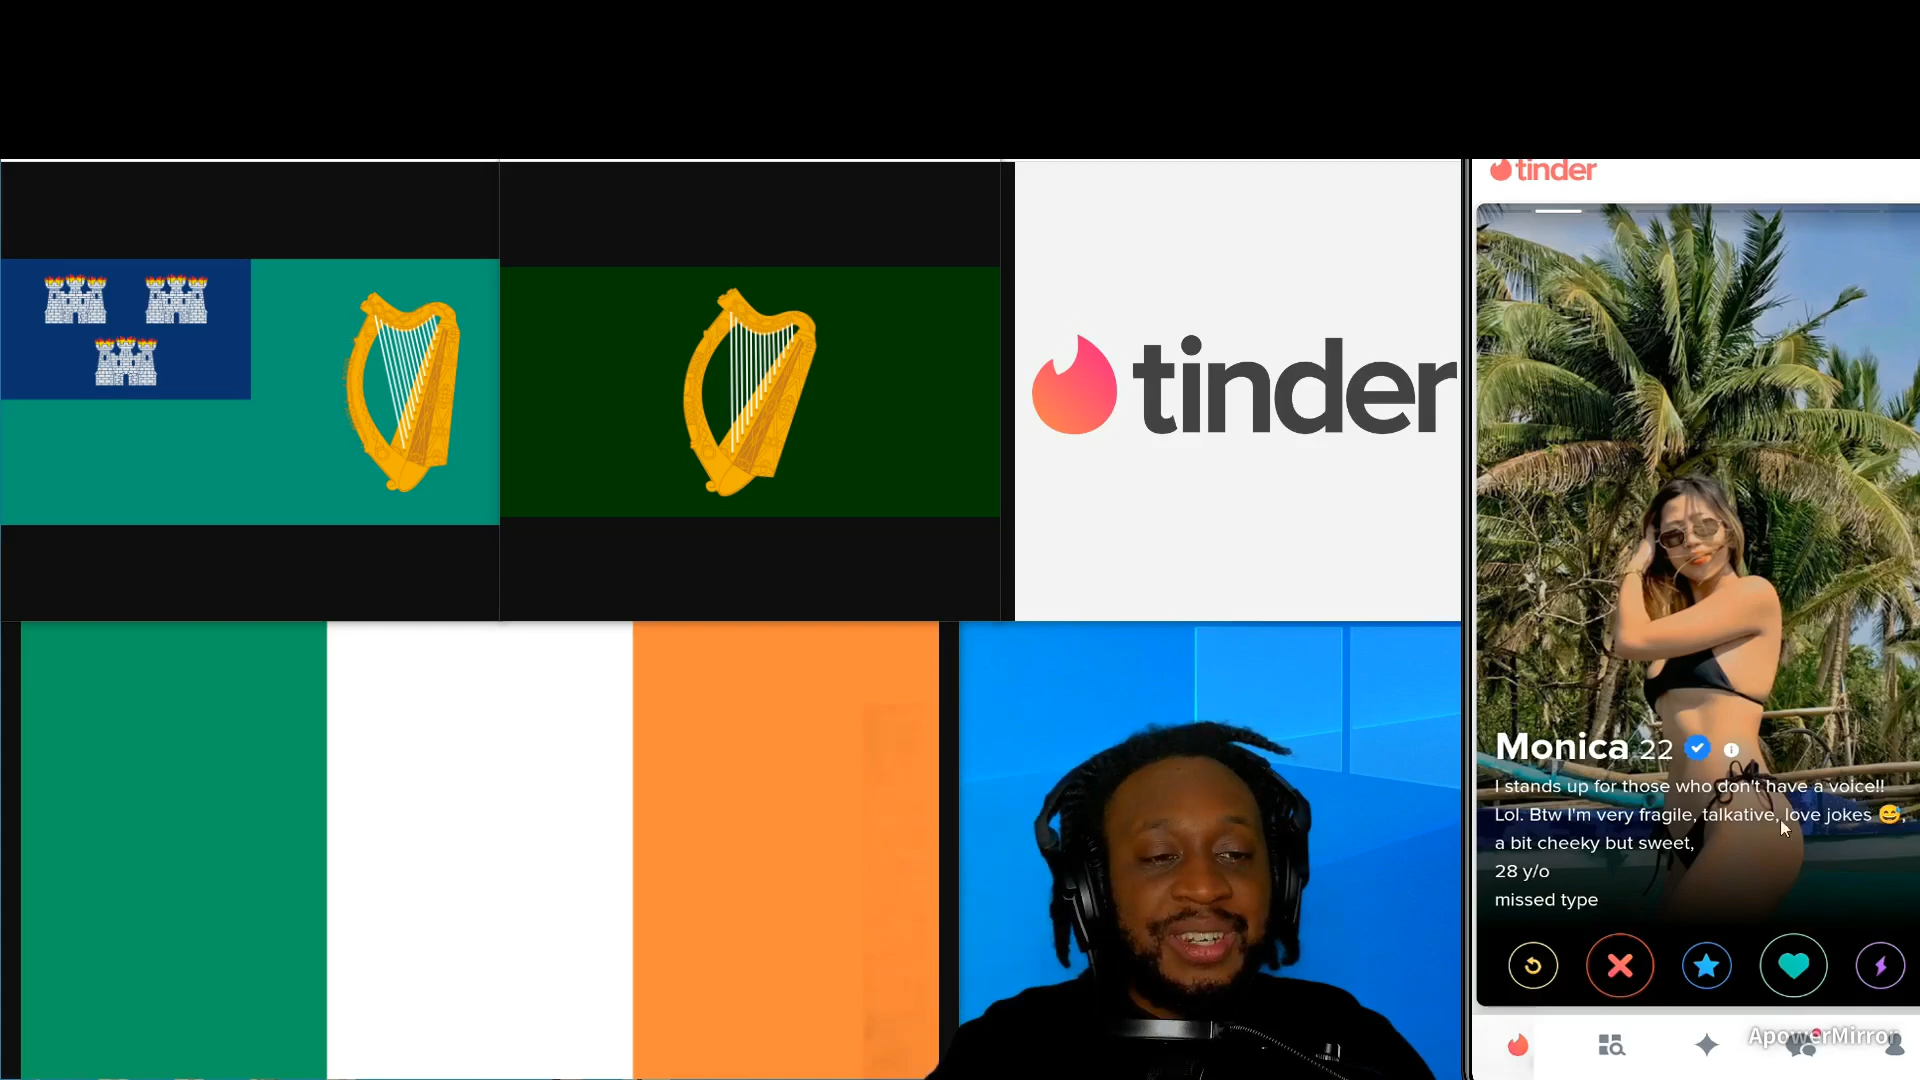 tinder
tinder
Monica 22
I stands up for those who don't have a voice!!
Lol. Btw I'm very fragile, talkative, love jokes 😅,
a bit cheeky but sweet,
28 y/o
missed type
ApowerMirror